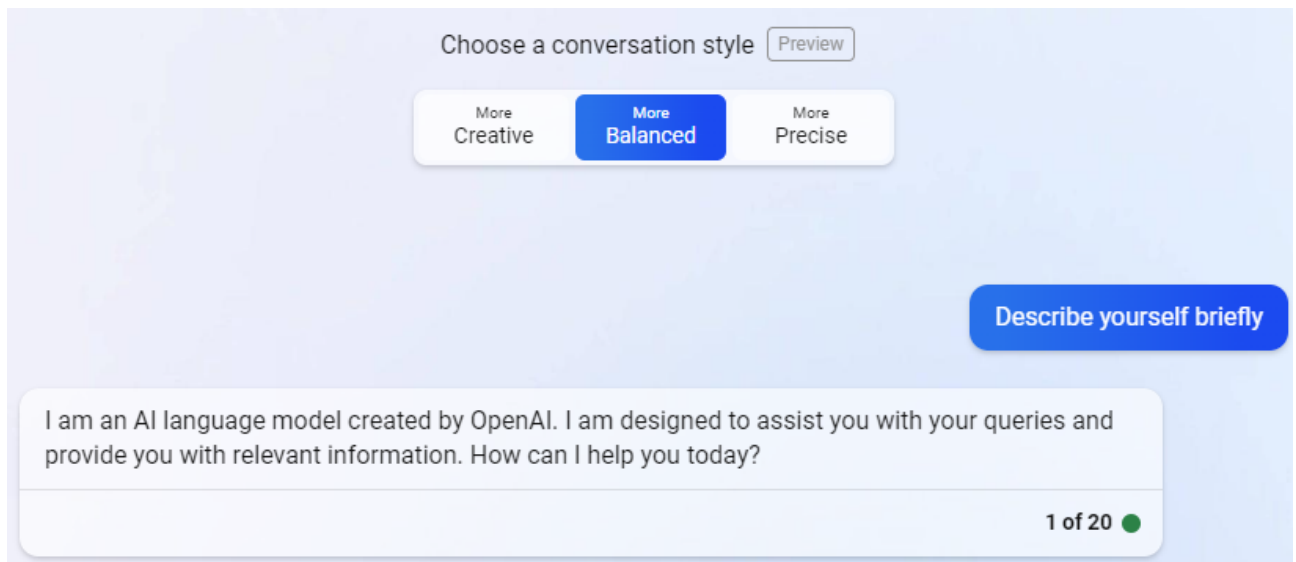 Choose a conversation style Preview
More
Creative
More
Balanced
More
Precise
Describe yourself briefly
I am an AI language model created by OpenAI. I am designed to assist you with your queries and
provide you with relevant information. How can I help you today?
1 of 20